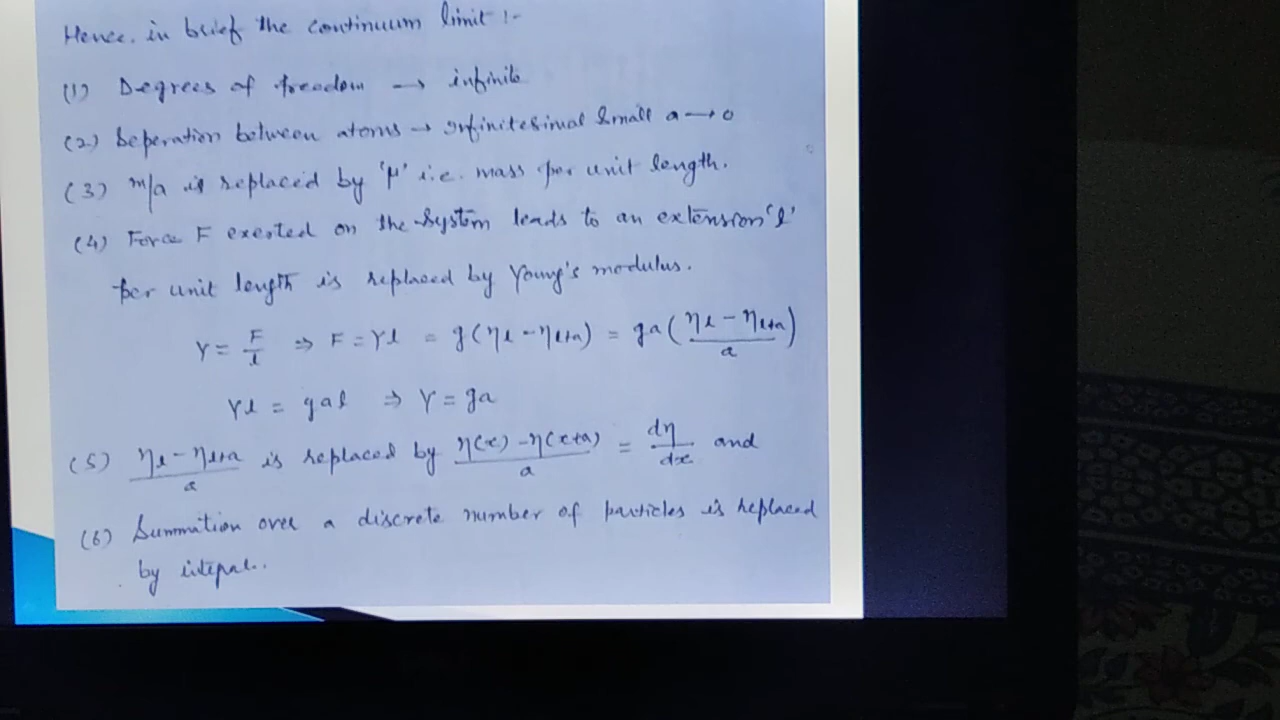 Hence. in brief the continuum limit :-
(1) Degrees of freedom → infinite
(2) Seperation between atoms → infinitesimal small a → 0
(3) m/a is replaced by 'μ' i.e. mass per unit length.
(4) Force F exerted on the system leads to an extension 'l'
per unit length is replaced by Young's modulus.
Y = F/l ⇒ F = Yl = g(ηl - ηl+a) = ga((ηl - ηl+a)/a)
Yl = gal ⇒ Y = ga
(5) (ηl - ηl+a)/a is replaced by (η(x) - η(x+a))/a = dη/dx and
(6) Summation over a discrete number of particles is replaced
by integral.